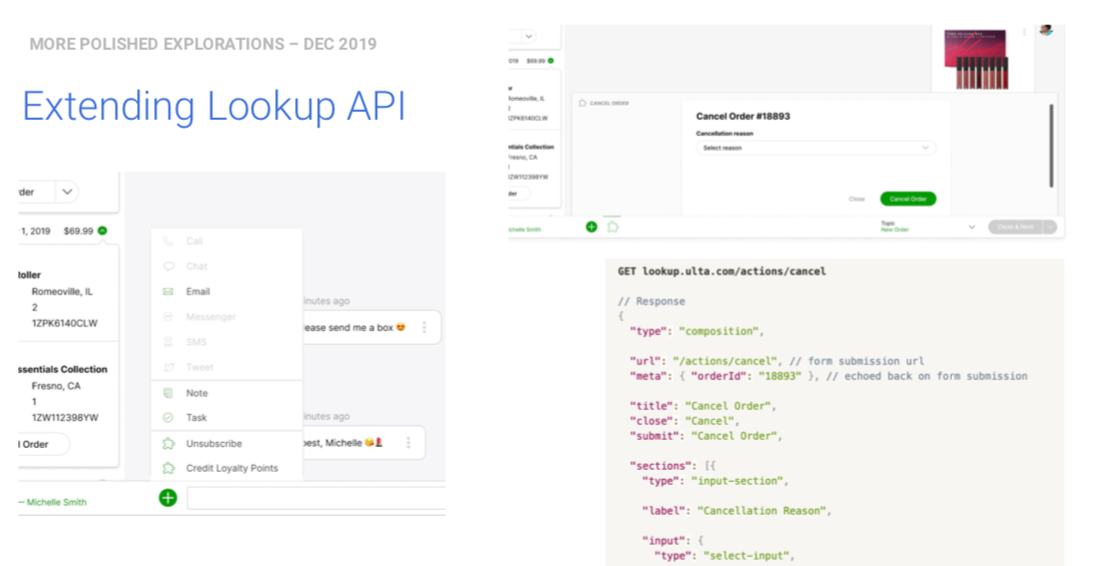 MORE POLISHED EXPLORATIONS – DEC 2019
Extending Lookup API
der
1, 2019 $69.99
Call
Chat
Email
Messenger
SMS
Tweet
Note
Task
Unsubscribe
Credit Loyalty Points
loller
Romeoville, IL
2
1ZPK6140CLW
ssentials Collection
Fresno, CA
1
1ZW112398YW
l Order
inutes ago
ease send me a box 😍
inutes ago
est, Michelle 😘💄
— Michelle Smith
019 $69.99
Romeoville, IL
1ZPK6140CLW
ntials Collection
Fresno, CA
1ZW112398YW
der
ichelle Smith
CANCEL ORDER
Cancel Order #18893
Cancellation reason
Select reason
Close Cancel Order
Topic
New Order
Close & Next
GET lookup.ulta.com/actions/cancel
// Response
{
"type": "composition",
"url": "/actions/cancel", // form submission url
"meta": { "orderId": "18893" }, // echoed back on form submission
"title": "Cancel Order",
"close": "Cancel",
"submit": "Cancel Order",
"sections": [{
"type": "input-section",
"label": "Cancellation Reason",
"input": {
"type": "select-input",